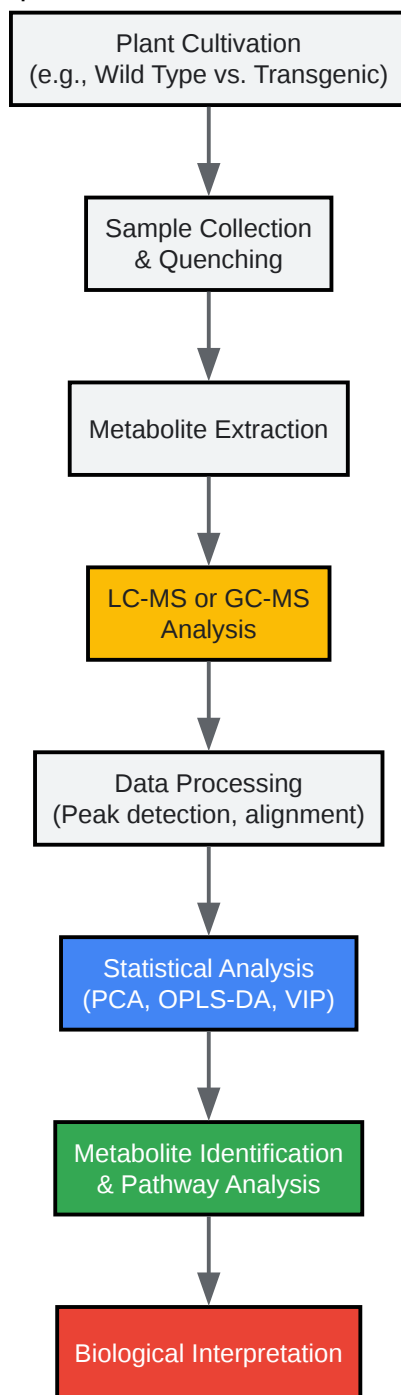 Plant Cultivation
(e.g., Wild Type vs. Transgenic)
Sample Collection
& Quenching
Metabolite Extraction
LC-MS or GC-MS
Analysis
Data Processing
(Peak detection, alignment)
Statistical Analysis
(PCA, OPLS-DA, VIP)
Metabolite Identification
& Pathway Analysis
Biological Interpretation